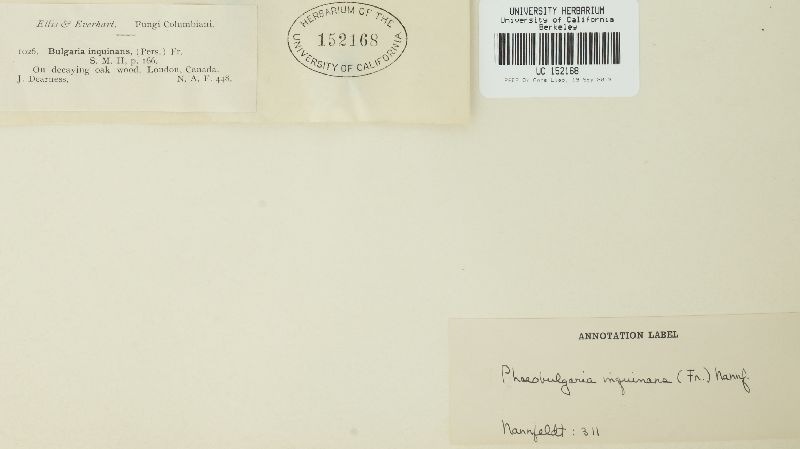 Ellis & Everhart. Fungi Columbiani.
1026. Bulgaria inquinans, (Pers.) Fr.
S. M. II. p. 166.
On decaying oak wood. London, Canada.
J. Dearness. N. A. F. 448.
HERBARIUM OF THE
152168
UNIVERSITY OF CALIFORNIA
UNIVERSITY HERBARIUM
University of California
Berkeley
UC 152168
ANNOTATION LABEL
Phaeobulgaria inquinans (Fr.) Nannf.
Nannfeldt : 311